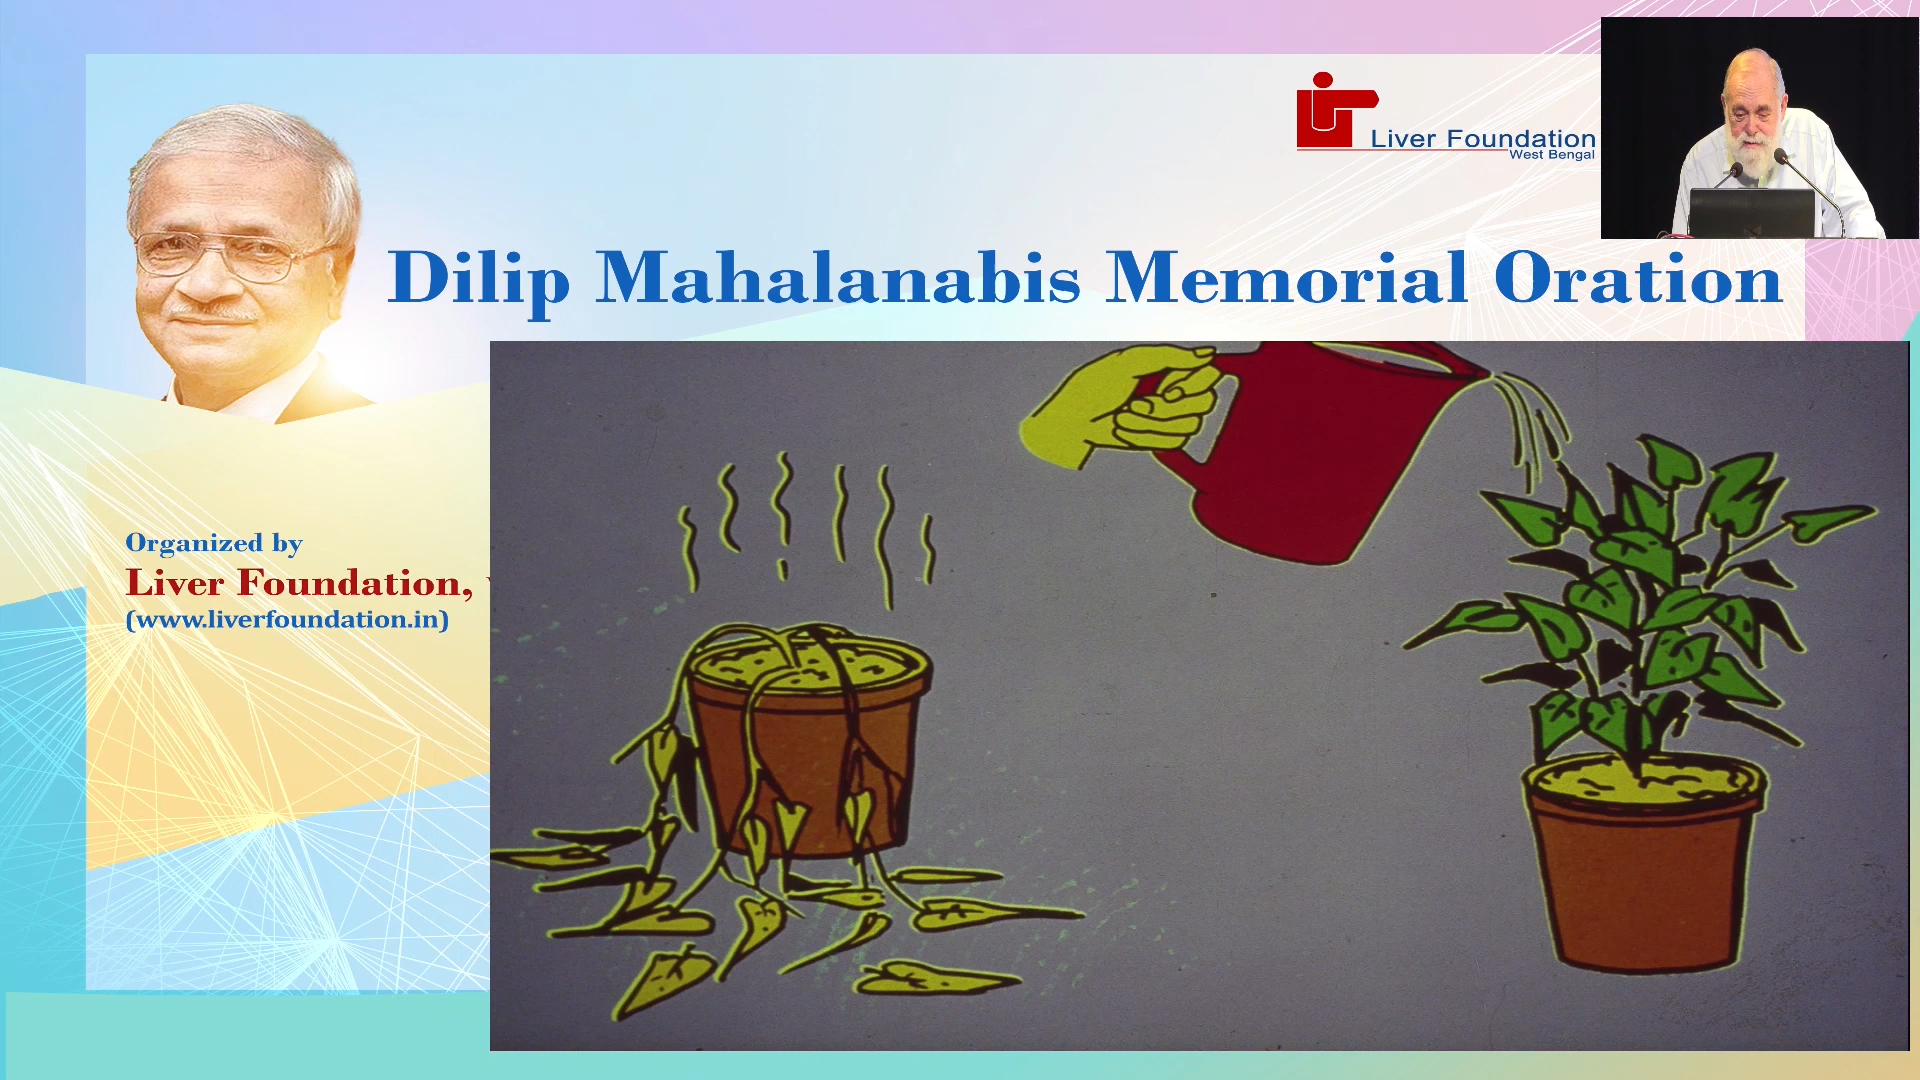 Liver Foundation
West Bengal
Dilip Mahalanabis Memorial Oration
Organized by
Liver Foundation,
(www.liverfoundation.in)